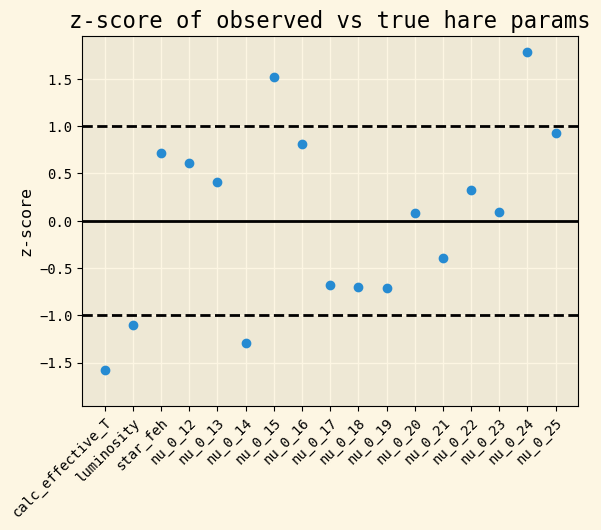 z-score of observed vs true hare params
z-score
1.5
1.0
0.5
0.0
−0.5
−1.0
−1.5
calc_effective_T
luminosity
star_feh
nu_0_12
nu_0_13
nu_0_14
nu_0_15
nu_0_16
nu_0_17
nu_0_18
nu_0_19
nu_0_20
nu_0_21
nu_0_22
nu_0_23
nu_0_24
nu_0_25